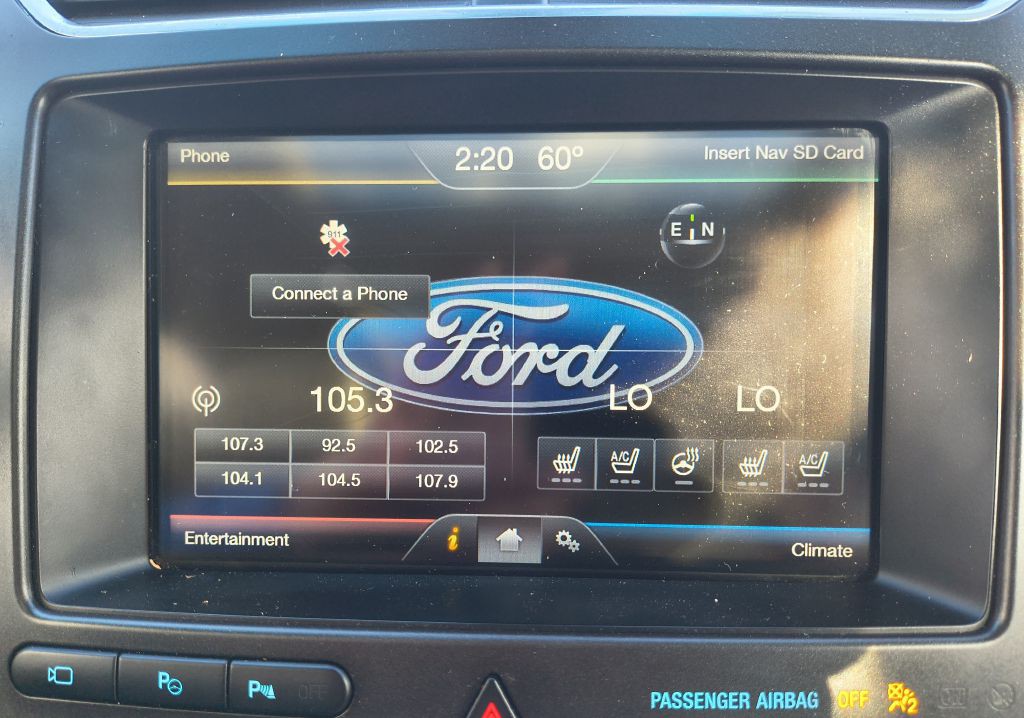 Phone
2:20 60°
Insert Nav SD Card
911
E N
Connect a Phone
Ford
105.3
LO LO
107.3 92.5 102.5
104.1 104.5 107.9
A/C A/C
Entertainment
i
Climate
P
P OFF
PASSENGER AIRBAG OFF 2